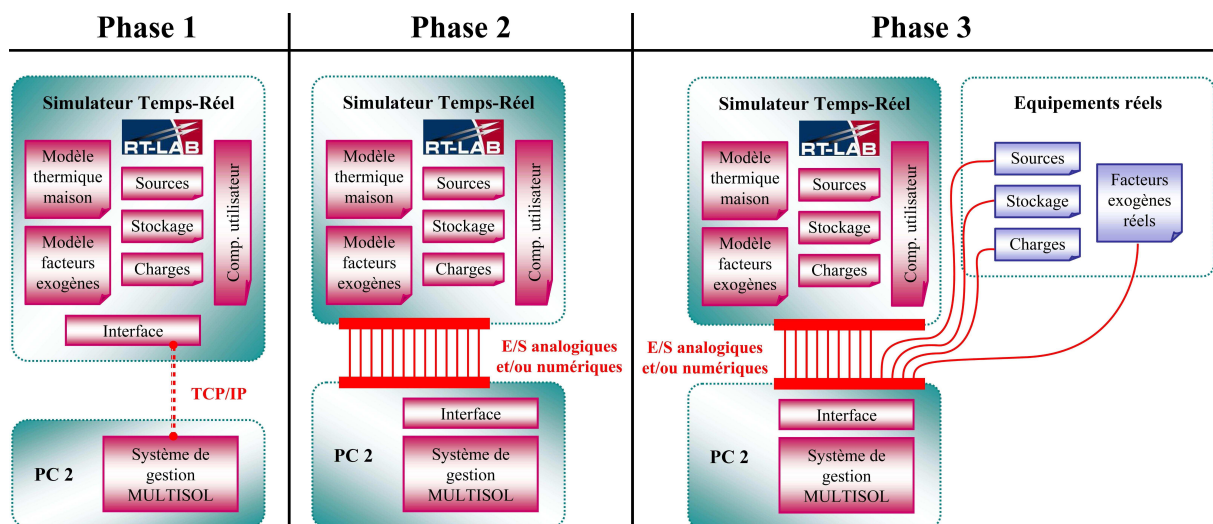 Phase 1
Simulateur Temps-Réel
RT-LAB
Modèle
thermique
maison
Modèle
facteurs
exogènes
Sources
Stockage
Charges
Comp. utilisateur
Interface
TCP/IP
PC 2
Système de
gestion
MULTISOL
Phase 2
Simulateur Temps-Réel
RT-LAB
Modèle
thermique
maison
Modèle
facteurs
exogènes
Sources
Stockage
Charges
Comp. utilisateur
E/S analogiques
et/ou numériques
PC 2
Interface
Système de
gestion
MULTISOL
Phase 3
Simulateur Temps-Réel
RT-LAB
Modèle
thermique
maison
Modèle
facteurs
exogènes
Sources
Stockage
Charges
Comp. utilisateur
Equipements réels
Sources
Stockage
Charges
Facteurs
exogènes
réels
E/S analogiques
et/ou numériques
PC 2
Interface
Système de
gestion
MULTISOL